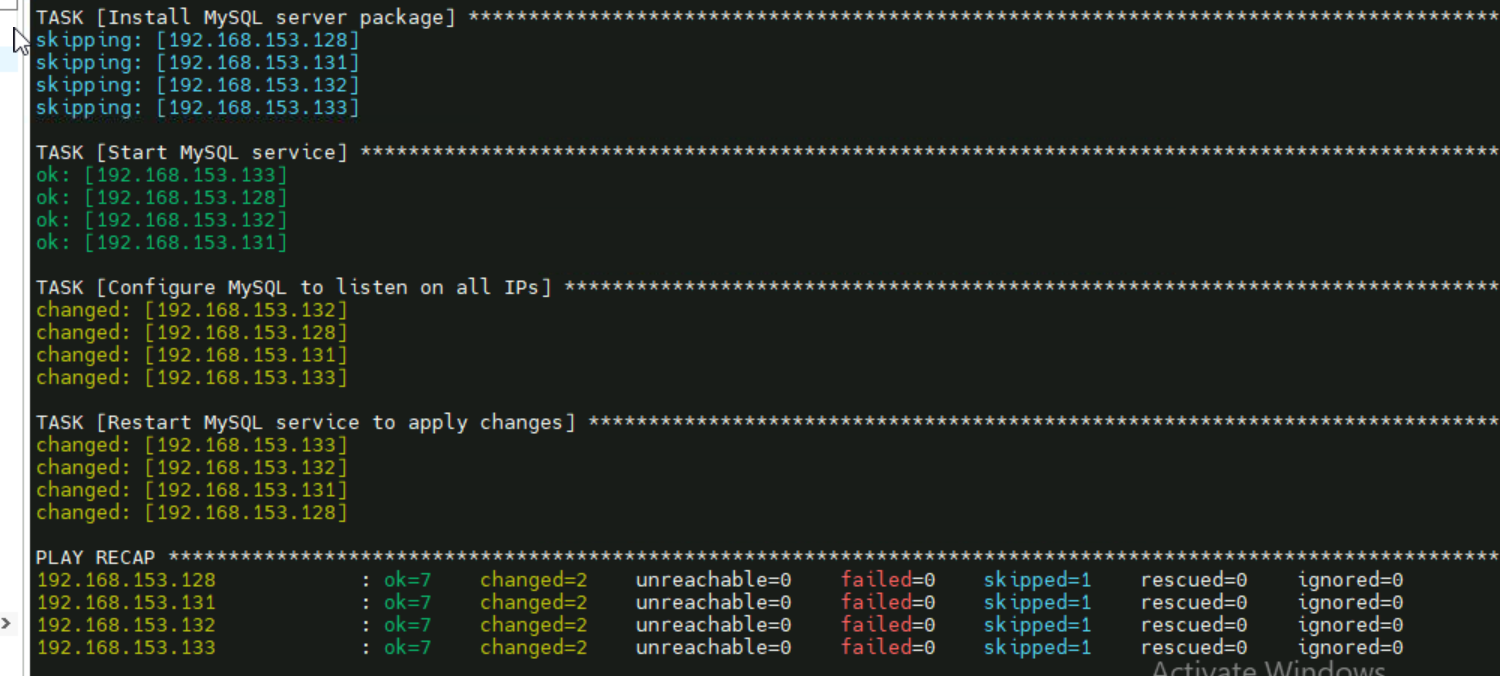 TASK [Install MySQL server package] **************************************************************************************
skipping: [192.168.153.128]
skipping: [192.168.153.131]
skipping: [192.168.153.132]
skipping: [192.168.153.133]
TASK [Start MySQL service] ***********************************************************************************************
ok: [192.168.153.133]
ok: [192.168.153.128]
ok: [192.168.153.132]
ok: [192.168.153.131]
TASK [Configure MySQL to listen on all IPs] ******************************************************************************
changed: [192.168.153.132]
changed: [192.168.153.128]
changed: [192.168.153.131]
changed: [192.168.153.133]
TASK [Restart MySQL service to apply changes] ****************************************************************************
changed: [192.168.153.133]
changed: [192.168.153.132]
changed: [192.168.153.131]
changed: [192.168.153.128]
PLAY RECAP ***************************************************************************************************************
192.168.153.128 : ok=7 changed=2 unreachable=0 failed=0 skipped=1 rescued=0 ignored=0
192.168.153.131 : ok=7 changed=2 unreachable=0 failed=0 skipped=1 rescued=0 ignored=0
192.168.153.132 : ok=7 changed=2 unreachable=0 failed=0 skipped=1 rescued=0 ignored=0
192.168.153.133 : ok=7 changed=2 unreachable=0 failed=0 skipped=1 rescued=0 ignored=0
Activate Windows